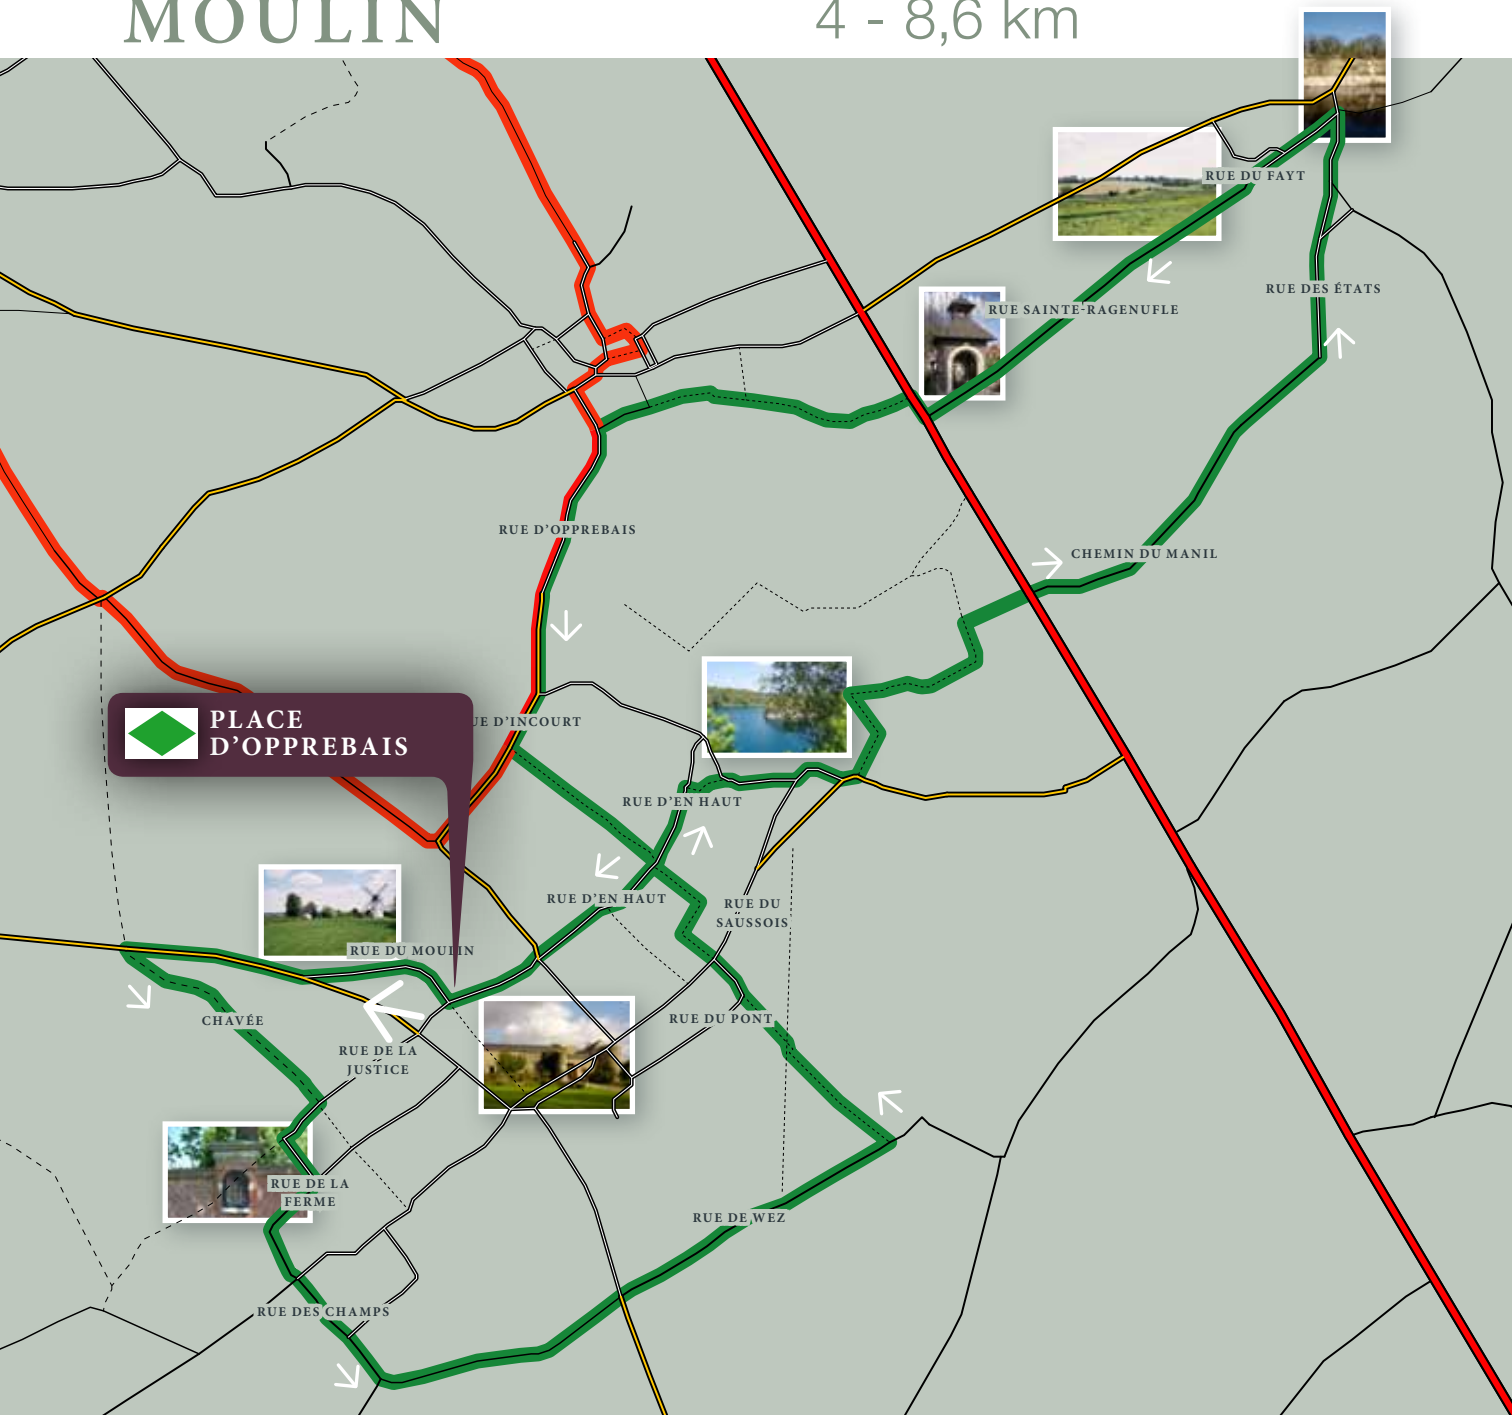 MOULIN
4 - 8,6 km
RUE DU FAYT
RUE DES ÉTATS
RUE SAINTE-RAGENUFLE
RUE D'OPPREBAIS
CHEMIN DU MANIL
PLACE
D'OPPREBAIS
UE D'INCOURT
RUE D'EN HAUT
RUE D'EN HAUT
RUE DU
SAUSSOIS
RUE DU MOULIN
CHAVÉE
RUE DU PONT
RUE DE LA
JUSTICE
RUE DE LA
FERME
RUE DE WEZ
RUE DES CHAMPS